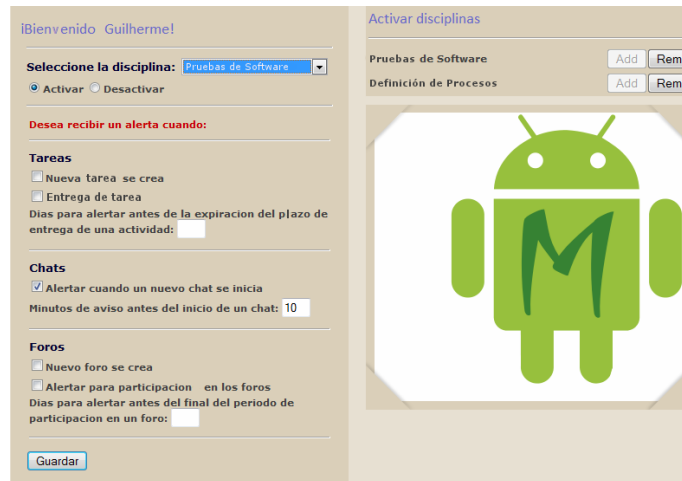 ¡Bienvenido Guilherme!
Seleccione la disciplina: Pruebas de Software
Activar Desactivar
Desea recibir un alerta cuando:
Tareas
Nueva tarea se crea
Entrega de tarea
Dias para alertar antes de la expiracion del plazo de
entrega de una actividad:
Chats
Alertar cuando un nuevo chat se inicia
Minutos de aviso antes del inicio de un chat: 10
Foros
Nuevo foro se crea
Alertar para participacion en los foros
Dias para alertar antes del final del periodo de
participacion en un foro:
Guardar
Activar disciplinas
Pruebas de Software Add Rem
Definición de Procesos Add Rem
M